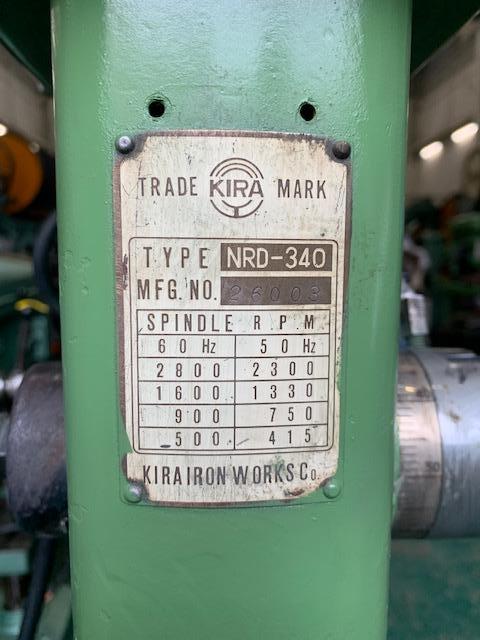 TRADE KIRA MARK
TYPE NRD-340
MFG. NO. 26003
SPINDLE R.P.M
60 Hz 50 Hz
2800 2300
1600 1330
900 750
500 415
KIRA IRON WORKS Co.
50